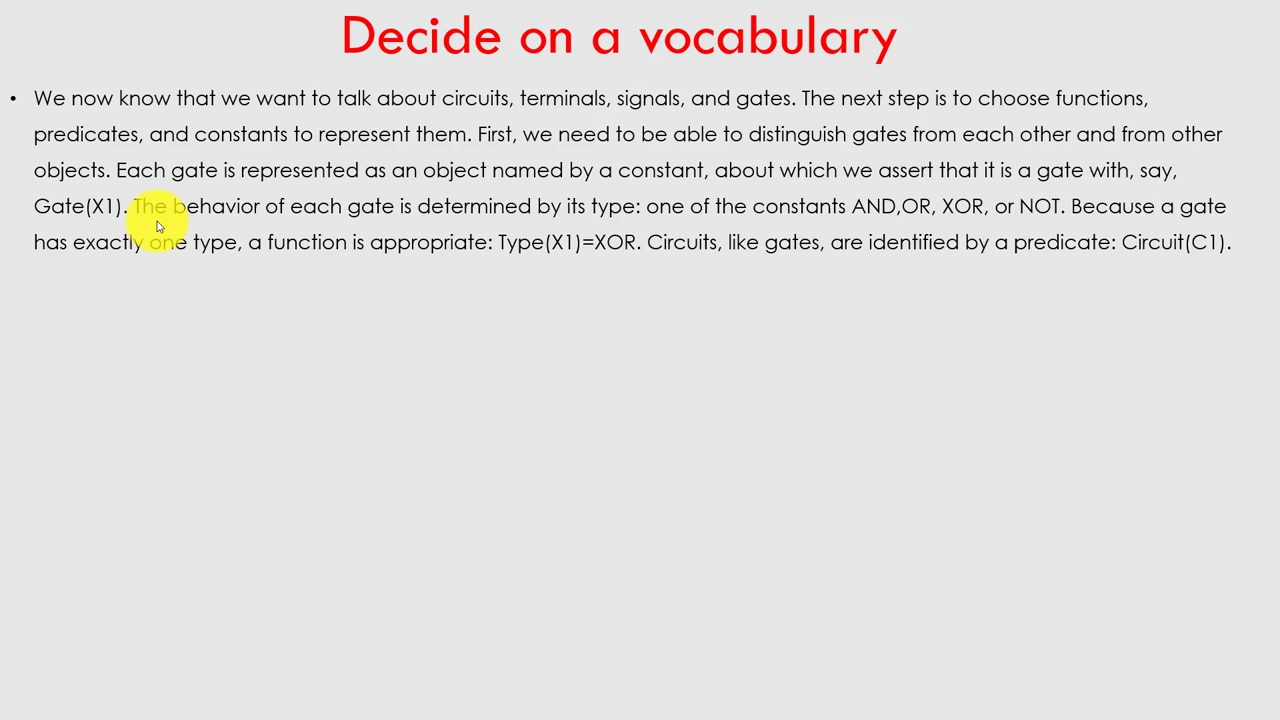 Decide on a vocabulary
• We now know that we want to talk about circuits, terminals, signals, and gates. The next step is to choose functions,
predicates, and constants to represent them. First, we need to be able to distinguish gates from each other and from other
objects. Each gate is represented as an object named by a constant, about which we assert that it is a gate with, say,
Gate(X1). The behavior of each gate is determined by its type: one of the constants AND,OR, XOR, or NOT. Because a gate
has exactly one type, a function is appropriate: Type(X1)=XOR. Circuits, like gates, are identified by a predicate: Circuit(C1).